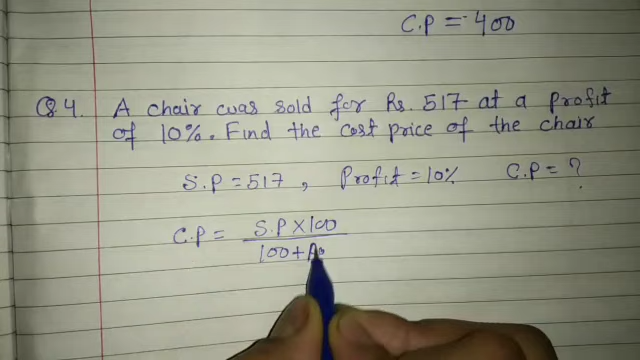 C.P = 400
Q.4. A chair was sold for Rs. 517 at a profit
of 10%. Find the cost price of the chair
S.P = 517 , Profit = 10% C.P = ?
C.P = S.P X 100
100 +